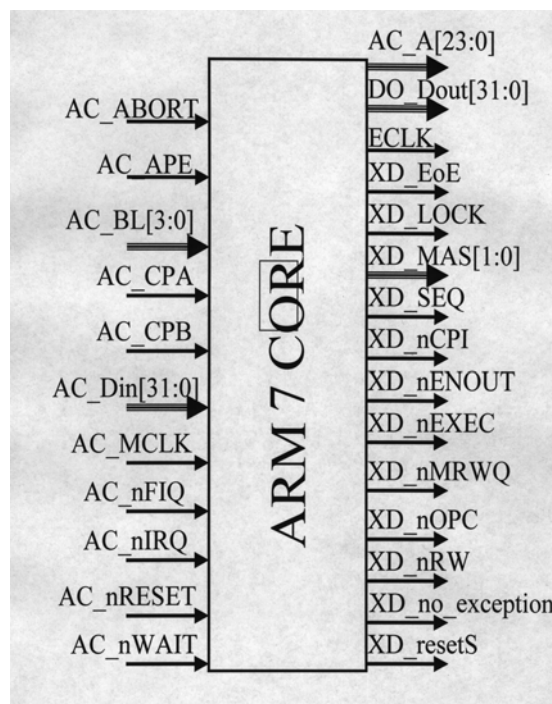 AC_ABORT
AC_APE
AC_BL[3:0]
AC_CPA
AC_CPB
AC_Din[31:0]
AC_MCLK
AC_nFIQ
AC_nIRQ
AC_nRESET
AC_nWAIT
ARM 7 CORE
AC_A[23:0]
DO_Dout[31:0]
ECLK
XD_EoE
XD_LOCK
XD_MAS[1:0]
XD_SEQ
XD_nCPI
XD_nENOUT
XD_nEXEC
XD_nMRWQ
XD_nOPC
XD_nRW
XD_no_exception
XD_resetS